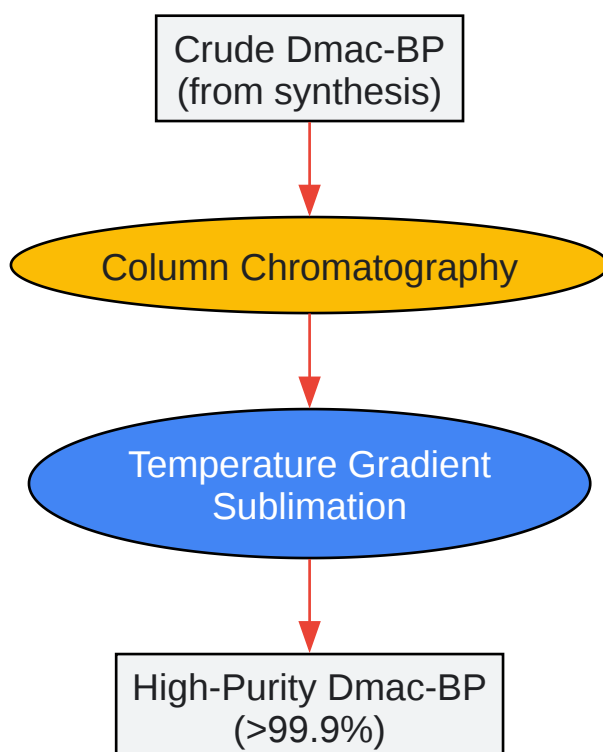 Crude Dmac-BP
(from synthesis)
Column Chromatography
Temperature Gradient
Sublimation
High-Purity Dmac-BP
(>99.9%)